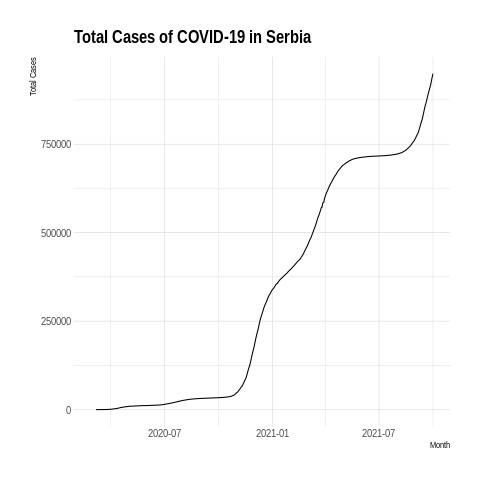 Total Cases of COVID-19 in Serbia
Total Cases
750000
500000
250000
0
2020-07
2021-01
2021-07
Month